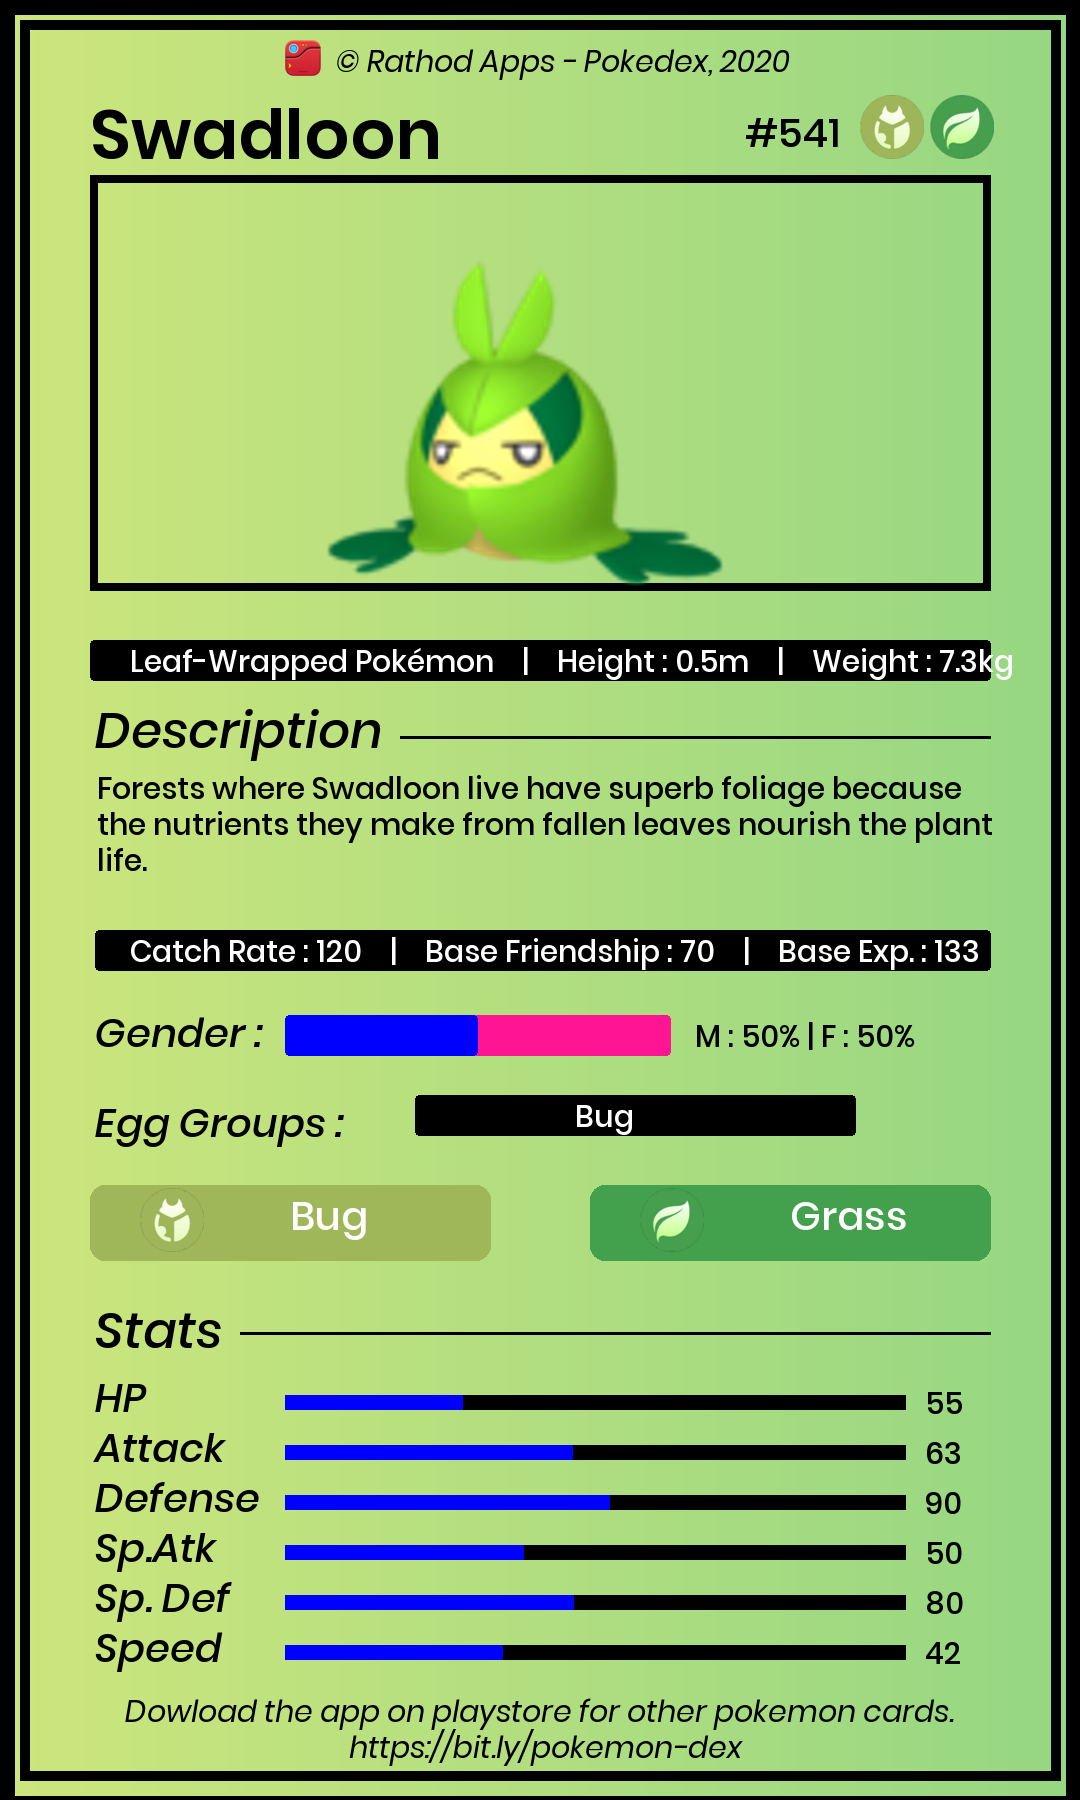 © Rathod Apps - Pokedex, 2020
Swadloon #541
Leaf-Wrapped Pokémon | Height : 0.5m | Weight : 7.3kg
Description
Forests where Swadloon live have superb foliage because
the nutrients they make from fallen leaves nourish the plant
life.
Catch Rate : 120 | Base Friendship : 70 | Base Exp. : 133
Gender : M : 50% | F : 50%
Egg Groups : Bug
Bug Grass
Stats
HP 55
Attack 63
Defense 90
Sp.Atk 50
Sp. Def 80
Speed 42
Dowload the app on playstore for other pokemon cards.
https://bit.ly/pokemon-dex